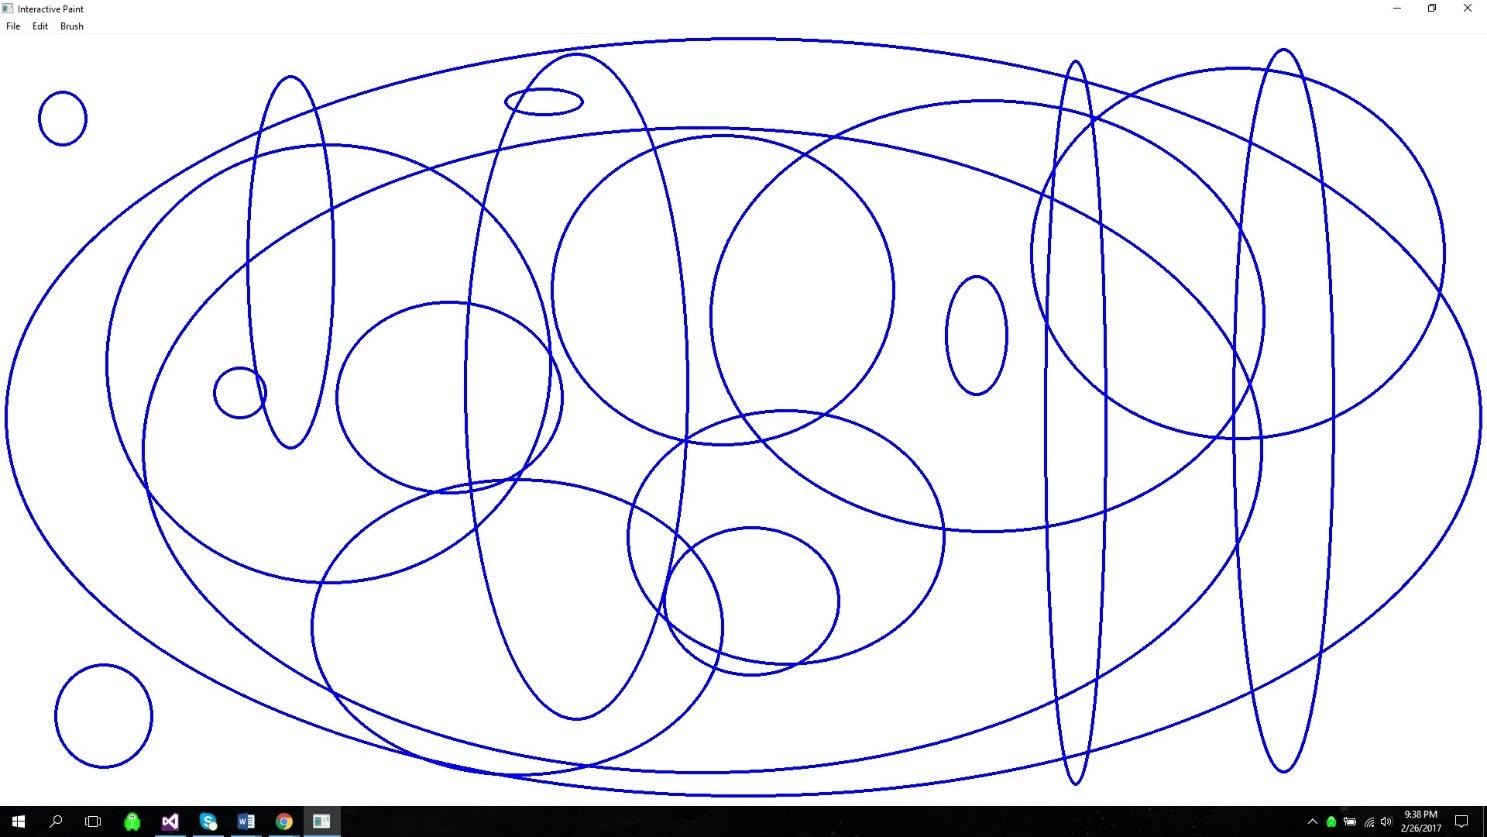 Interactive Paint
File Edit Brush
9:38 PM
2/26/2017